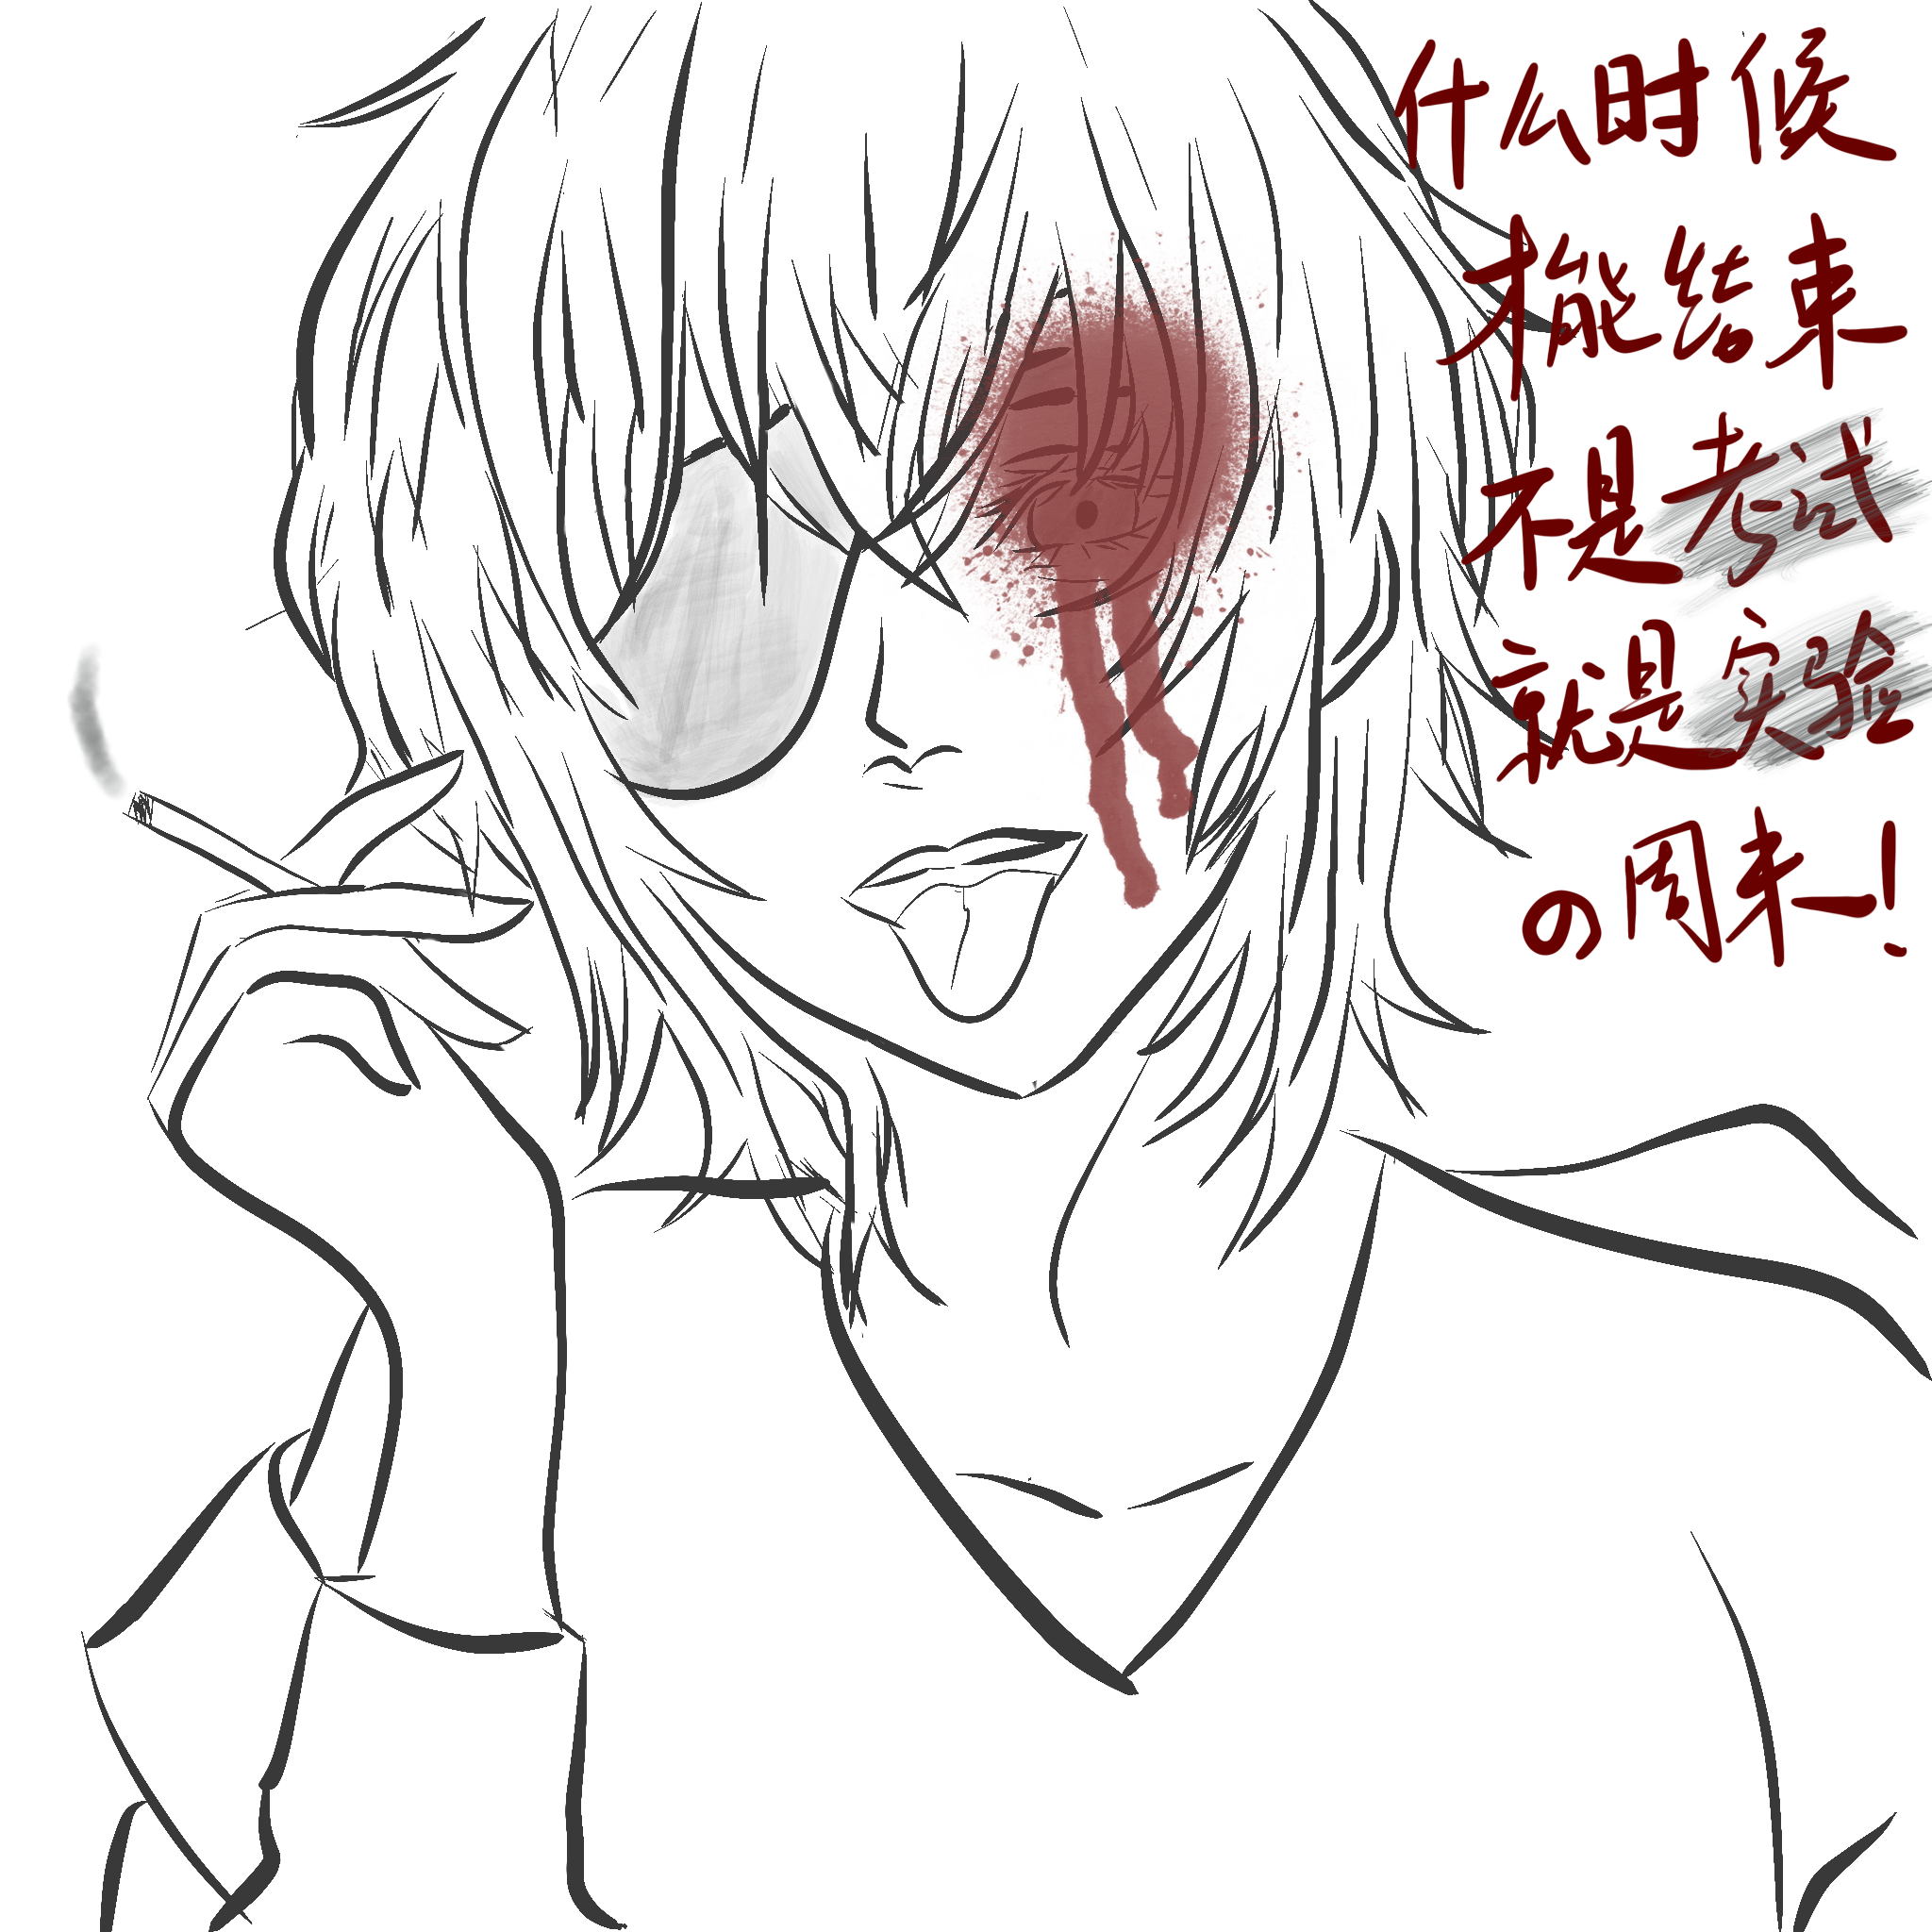 什么时候
才能结束
不是考试
就是实验
の周末！